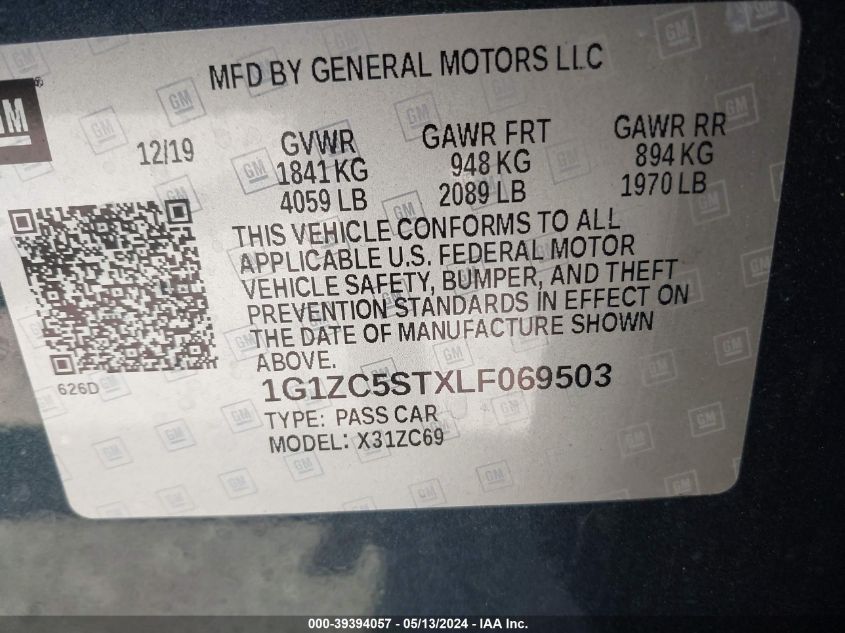 MFD BY GENERAL MOTORS LLC
GM
®
12/19
GVWR
1841 KG
4059 LB
GAWR FRT
948 KG
2089 LB
GAWR RR
894 KG
1970 LB
THIS VEHICLE CONFORMS TO ALL
APPLICABLE U.S. FEDERAL MOTOR
VEHICLE SAFETY, BUMPER, AND THEFT
PREVENTION STANDARDS IN EFFECT ON
THE DATE OF MANUFACTURE SHOWN
ABOVE.
626D
1G1ZC5STXLF069503
TYPE: PASS CAR
MODEL: X31ZC69
000-39394057 - 05/13/2024 - IAA Inc.